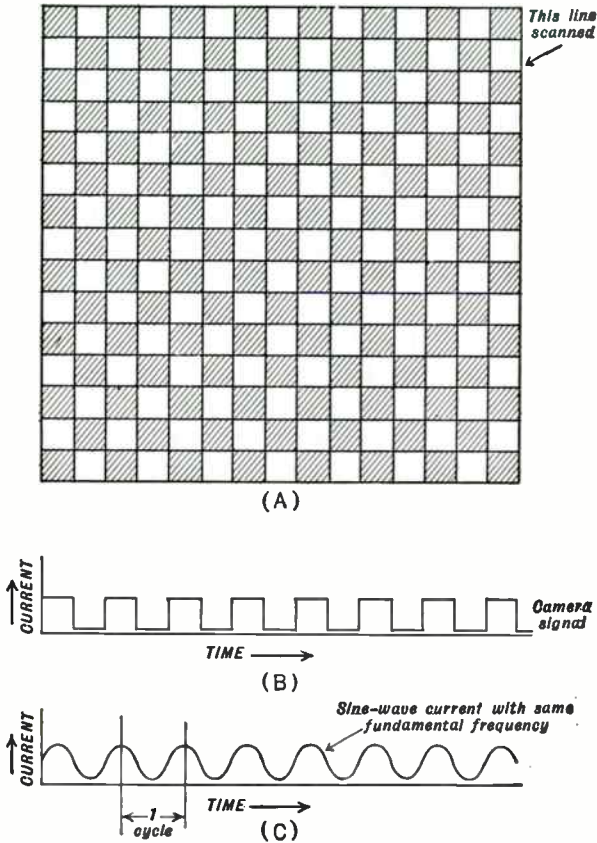 This line
scanned
(A)
CURRENT
Camera
signal
TIME
(B)
Sine-wave current with same
fundamental frequency
CURRENT
1
cycle
TIME
(C)